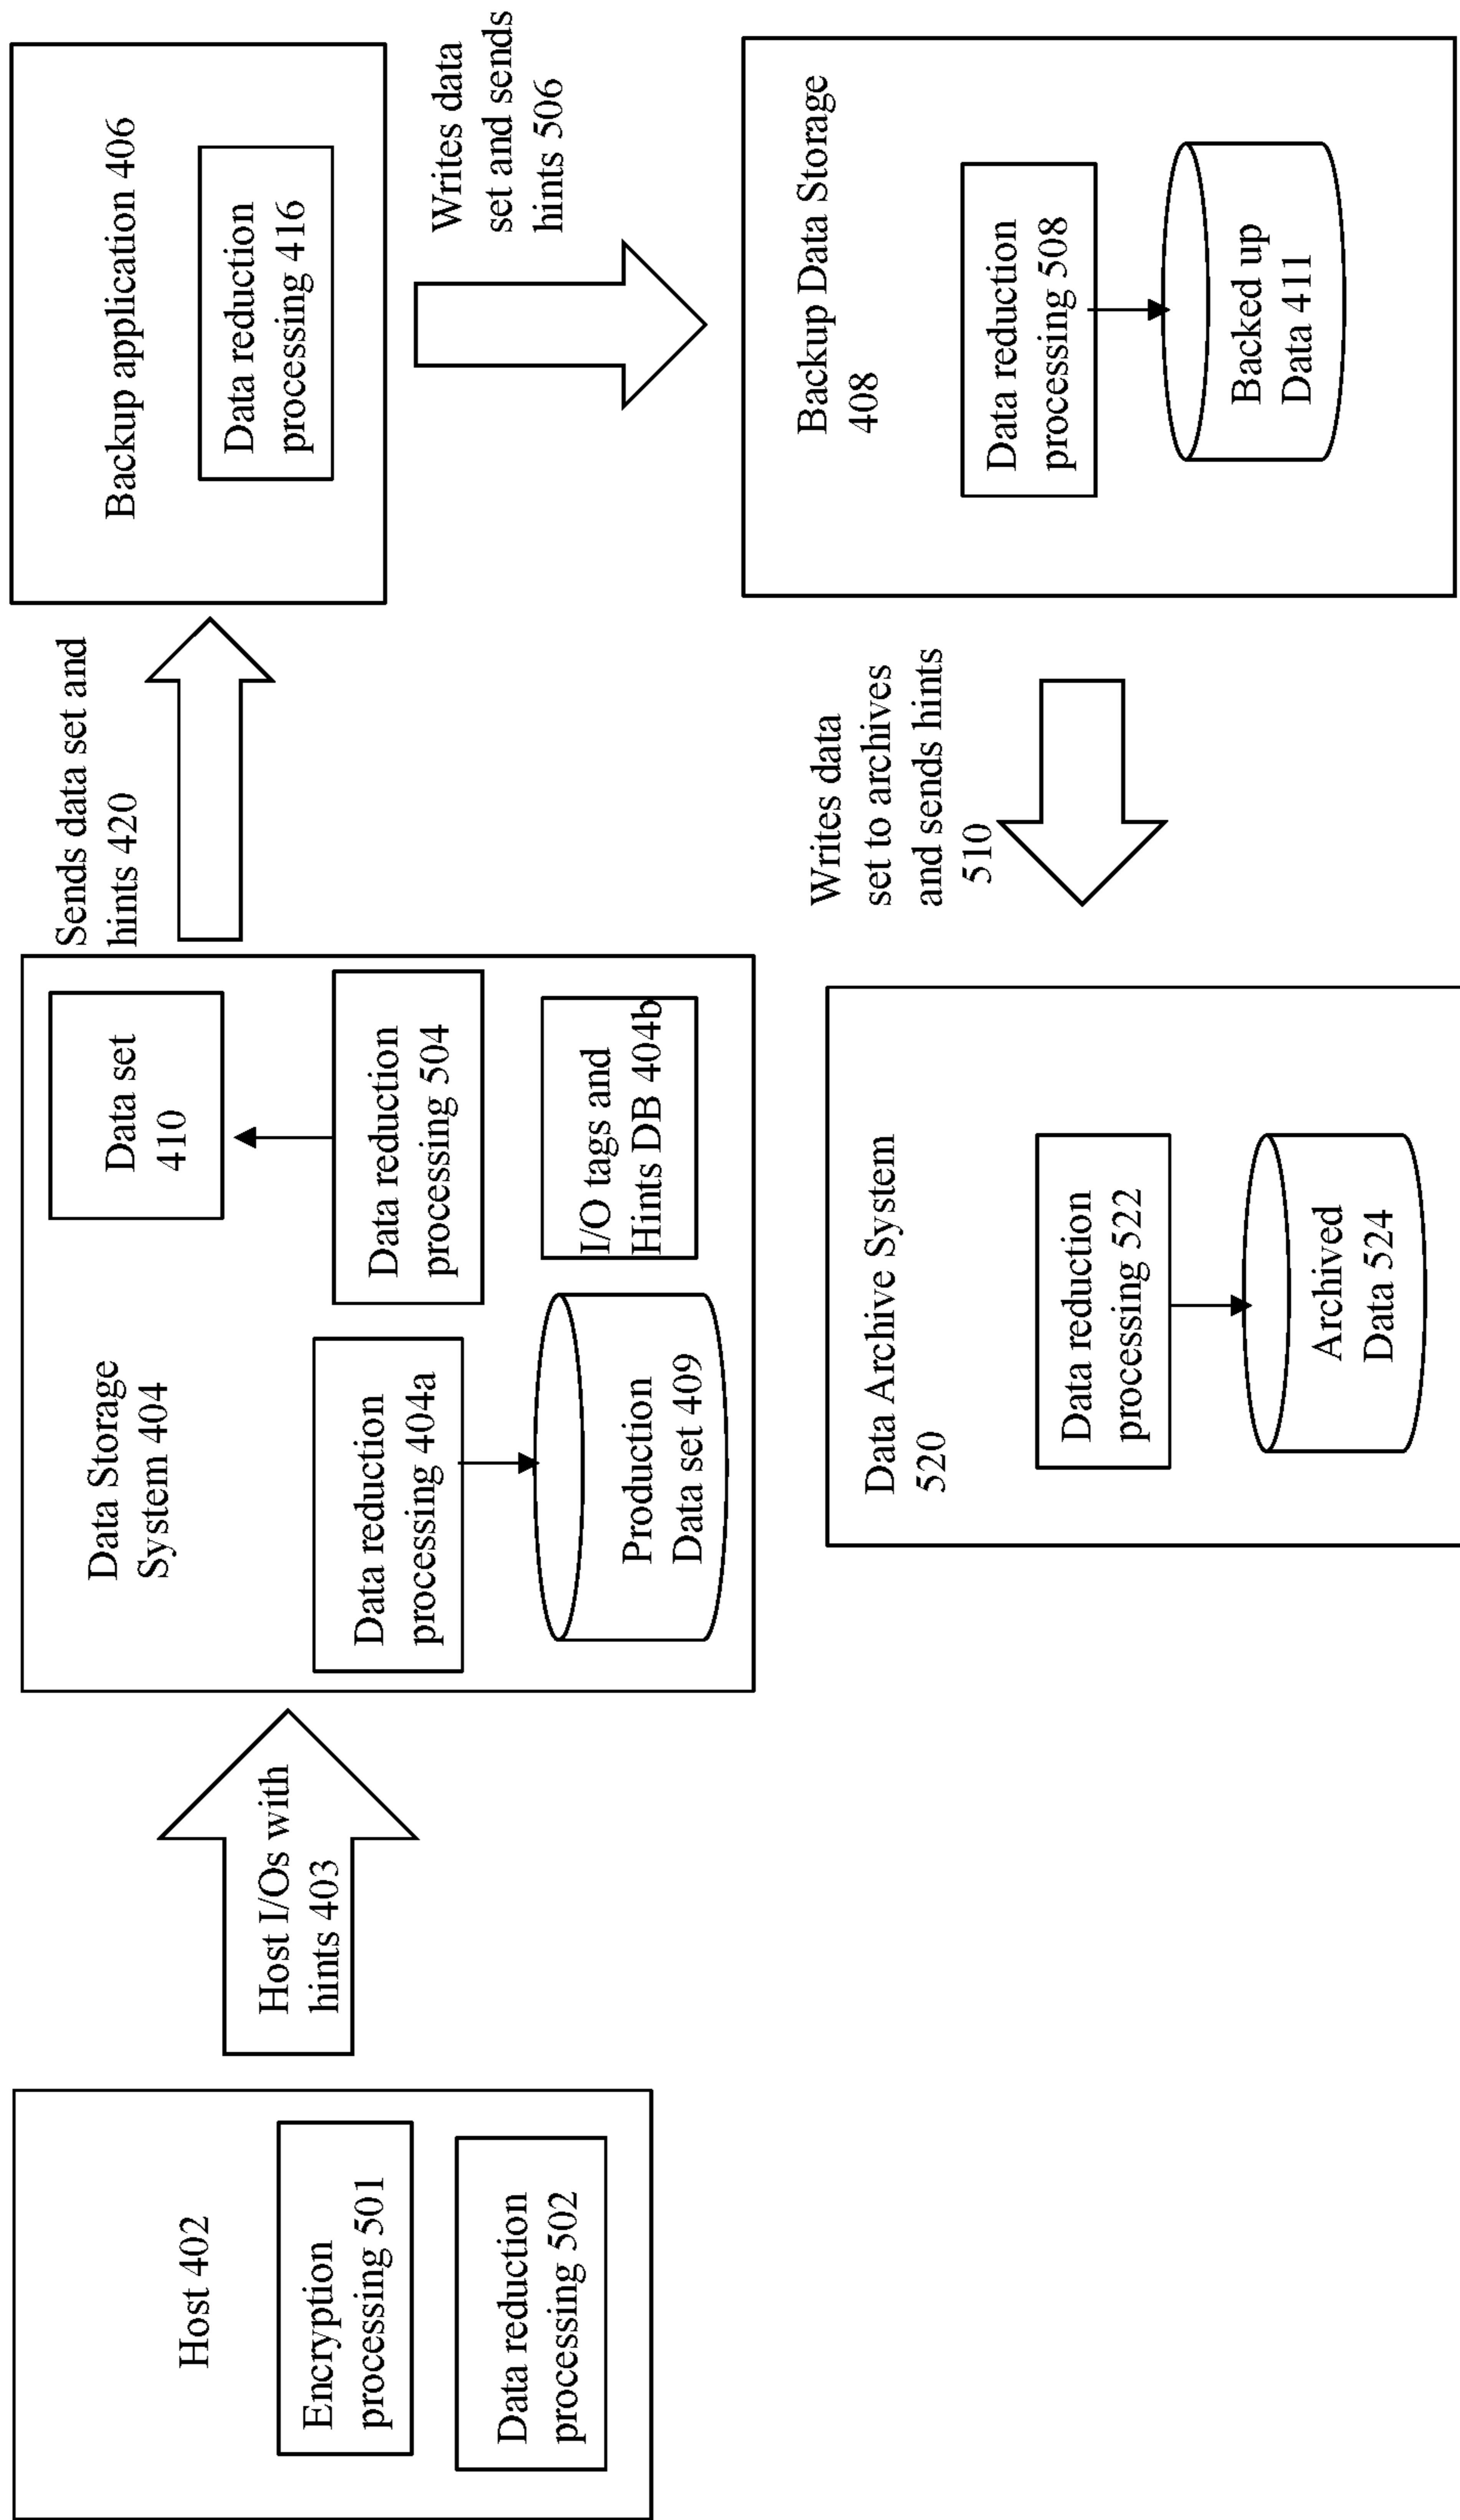 Host 402
Encryption
processing 501
Data reduction
processing 502
Host I/Os with
hints 403
Data Storage
System 404
Data reduction
processing 404a
Production
Data set 409
Data set
410
Data reduction
processing 504
I/O tags and
Hints DB 404b
Sends data set and
hints 420
Backup application 406
Data reduction
processing 416
Writes data
set and sends
hints 506
Backup Data Storage
408
Data reduction
processing 508
Backed up
Data 411
Writes data
set to archives
and sends hints
510
Data Archive System
520
Data reduction
processing 522
Archived
Data 524